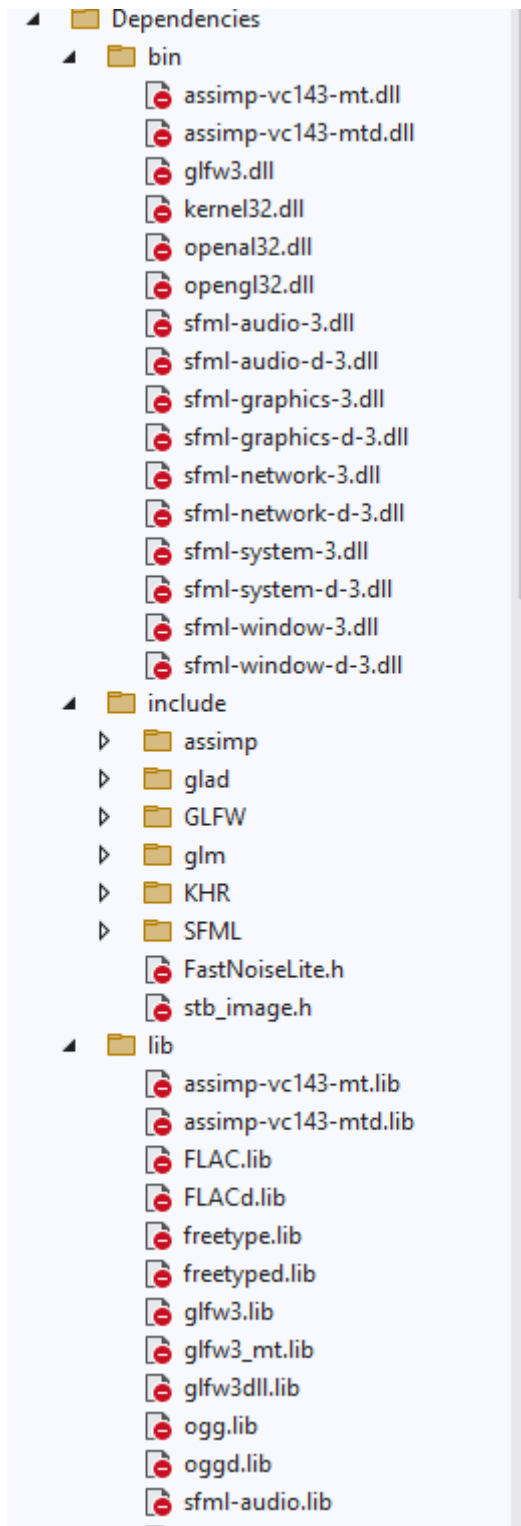 Dependencies
bin
assimp-vc143-mt.dll
assimp-vc143-mtd.dll
glfw3.dll
kernel32.dll
openal32.dll
opengl32.dll
sfml-audio-3.dll
sfml-audio-d-3.dll
sfml-graphics-3.dll
sfml-graphics-d-3.dll
sfml-network-3.dll
sfml-network-d-3.dll
sfml-system-3.dll
sfml-system-d-3.dll
sfml-window-3.dll
sfml-window-d-3.dll
include
assimp
glad
GLFW
glm
KHR
SFML
FastNoiseLite.h
stb_image.h
lib
assimp-vc143-mt.lib
assimp-vc143-mtd.lib
FLAC.lib
FLACd.lib
freetype.lib
freetyped.lib
glfw3.lib
glfw3_mt.lib
glfw3dll.lib
ogg.lib
oggd.lib
sfml-audio.lib